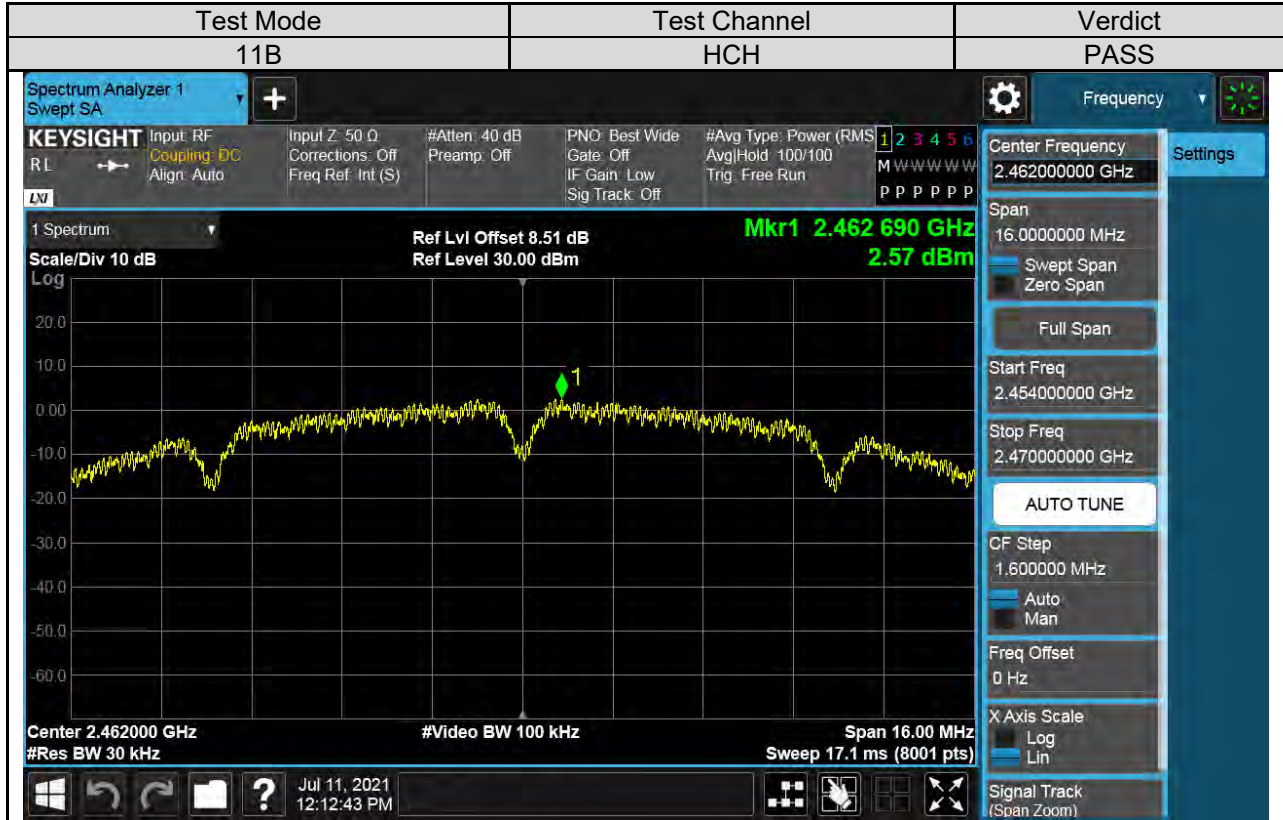 Test Mode Test Channel Verdict
11B HCH PASS
Spectrum Analyzer 1
Swept SA
+
Frequency
KEYSIGHT
R L
LXI
Input: RF
Coupling: DC
Align: Auto
Input Z: 50 Ω
Corrections: Off
Freq Ref: Int (S)
#Atten: 40 dB
Preamp: Off
PNO: Best Wide
Gate: Off
IF Gain: Low
Sig Track: Off
#Avg Type: Power (RMS
Avg|Hold: 100/100
Trig: Free Run
1 2 3 4 5 6
M W W W W W
P P P P P P
1 Spectrum
Scale/Div 10 dB
Log
Ref Lvl Offset 8.51 dB
Ref Level 30.00 dBm
Mkr1 2.462 690 GHz
2.57 dBm
20.0
10.0
0.00
-10.0
-20.0
-30.0
-40.0
-50.0
-60.0
1
Center 2.462000 GHz
#Res BW 30 kHz
#Video BW 100 kHz
Span 16.00 MHz
Sweep 17.1 ms (8001 pts)
?
Jul 11, 2021
12:12:43 PM
Center Frequency
2.462000000 GHz
Settings
Span
16.0000000 MHz
Swept Span
Zero Span
Full Span
Start Freq
2.454000000 GHz
Stop Freq
2.470000000 GHz
AUTO TUNE
CF Step
1.600000 MHz
Auto
Man
Freq Offset
0 Hz
X Axis Scale
Log
Lin
Signal Track
(Span Zoom)